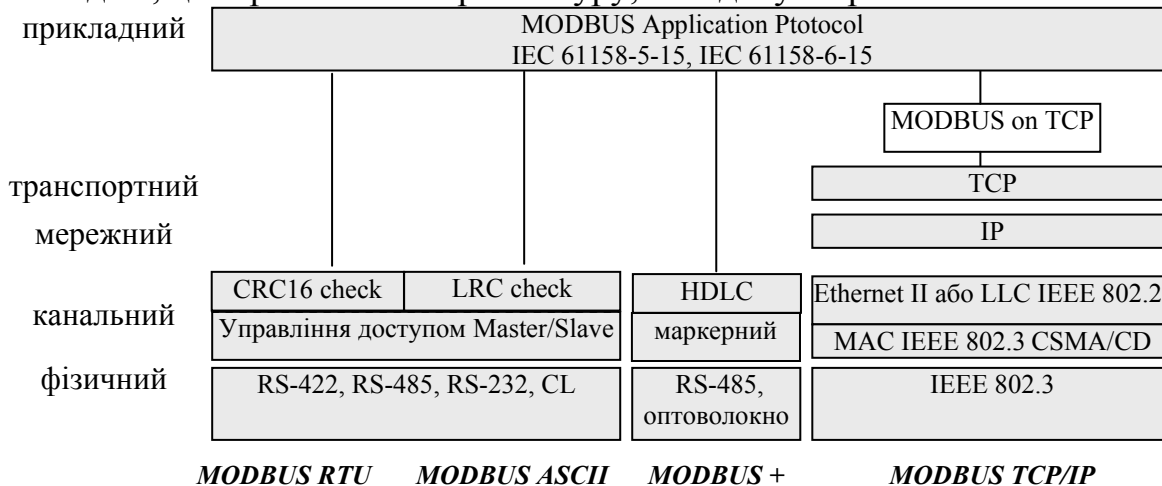 прикладний
MODBUS Application Ptotocol
IEC 61158-5-15, IEC 61158-6-15
MODBUS on TCP
транспортний
TCP
мережний
IP
канальний
CRC16 check
LRC check
HDLC
Ethernet II або LLC IEEE 802.2
Управління доступом Master/Slave
маркерний
MAC IEEE 802.3 CSMA/CD
фізичний
RS-422, RS-485, RS-232, CL
RS-485,
оптоволокно
IEEE 802.3
MODBUS RTU
MODBUS ASCII
MODBUS +
MODBUS TCP/IP